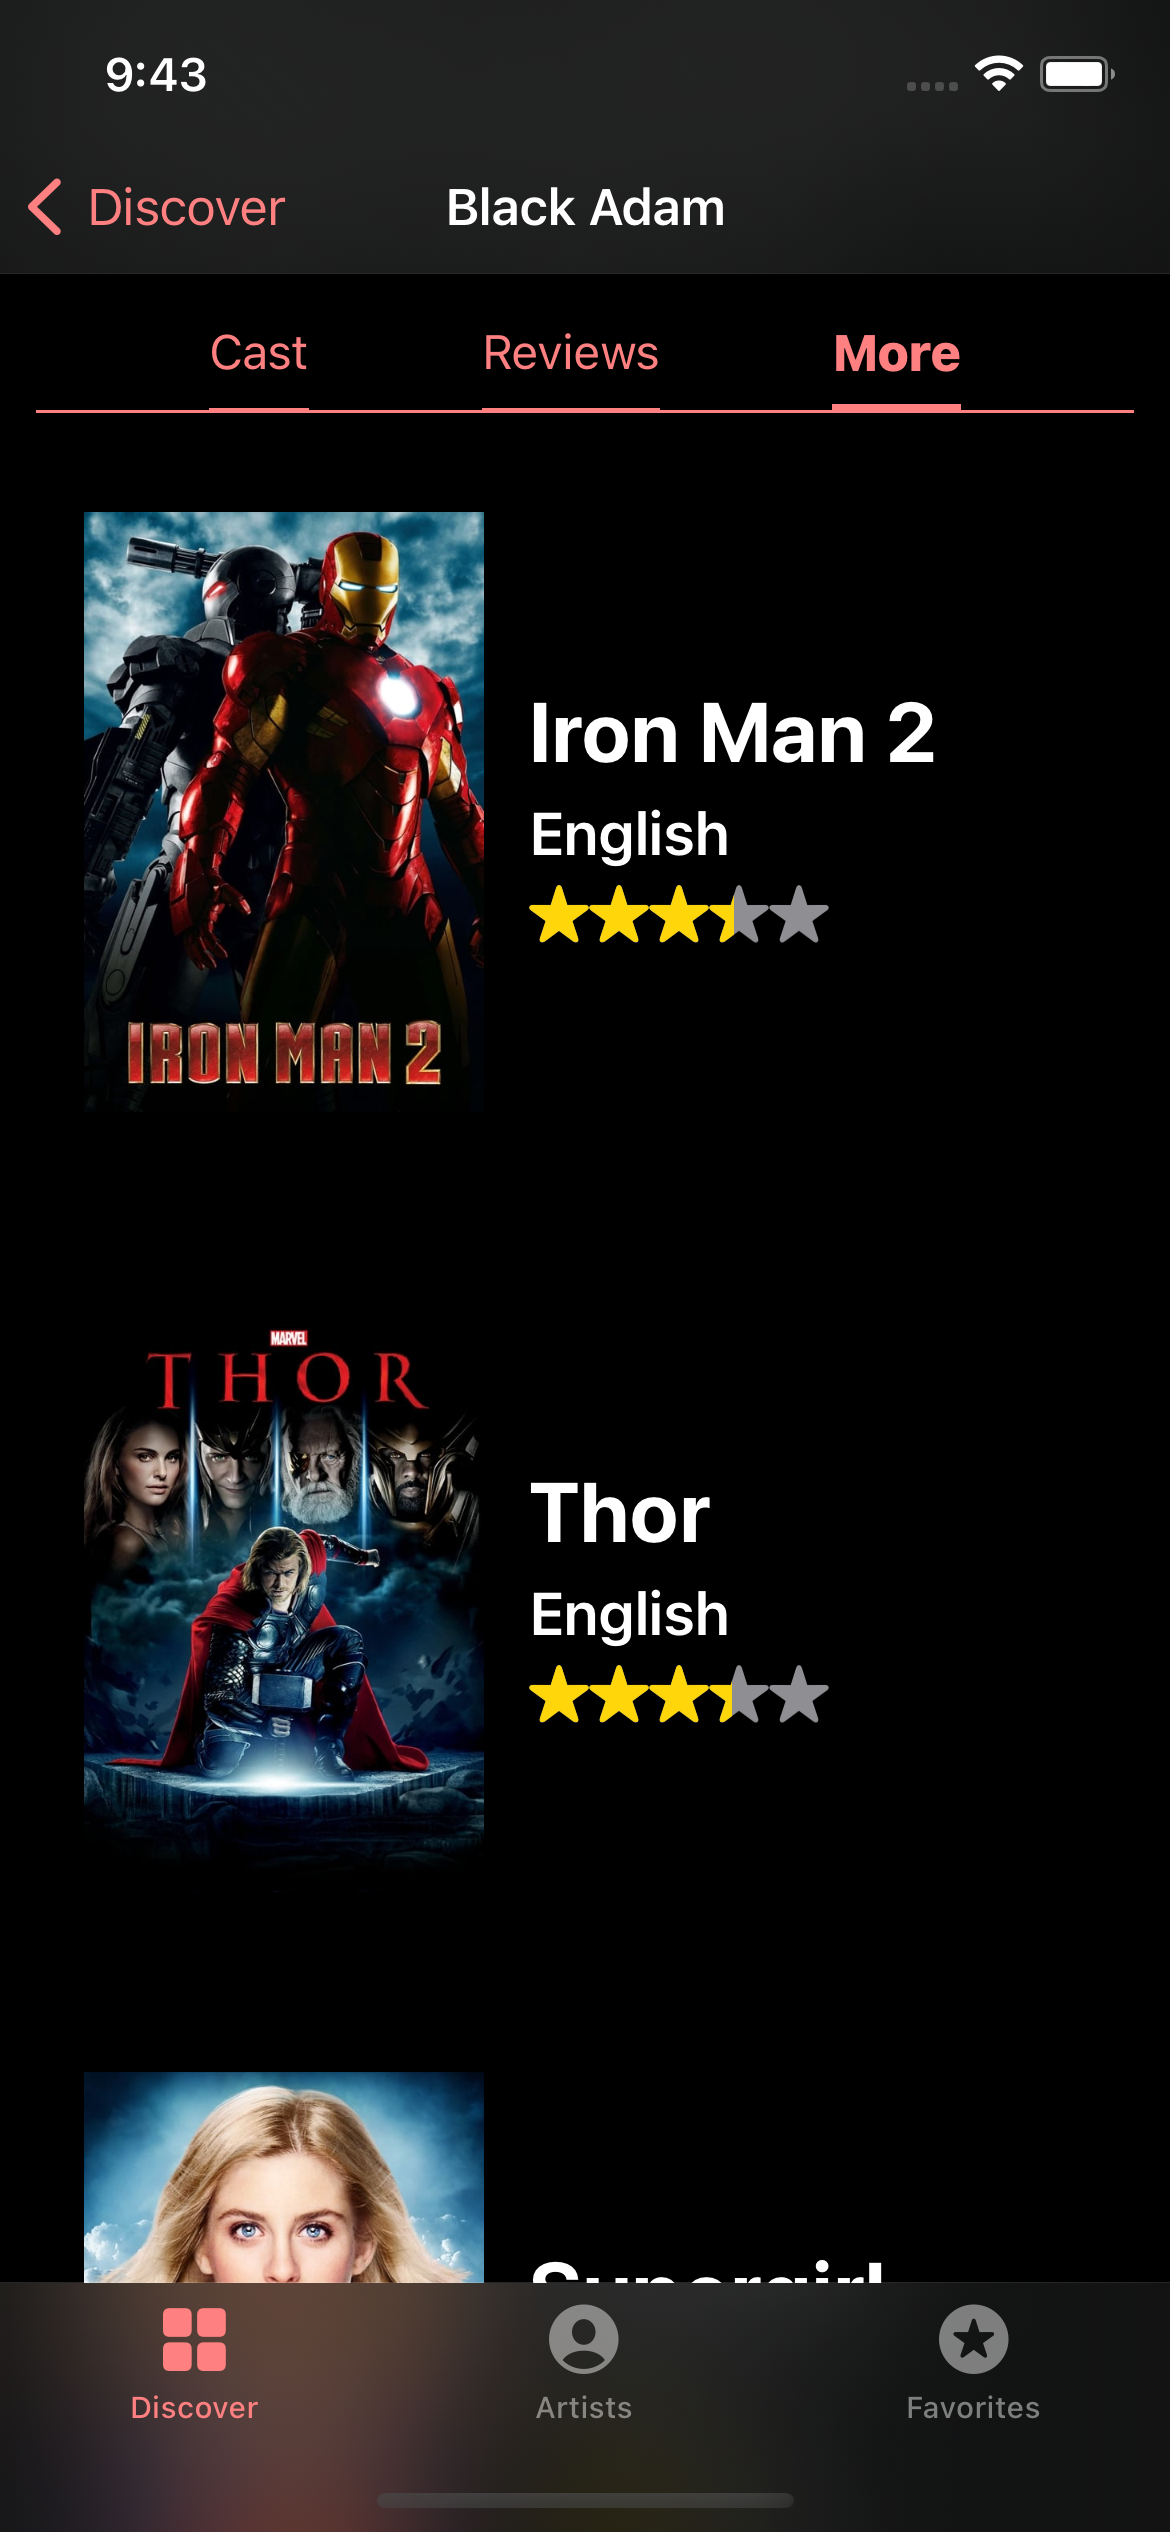 9:43
Discover
Black Adam
Cast
Reviews
More
Iron Man 2
English
IRON MAN 2
MARVEL
THOR
Thor
English
Supergirl
Discover
Artists
Favorites